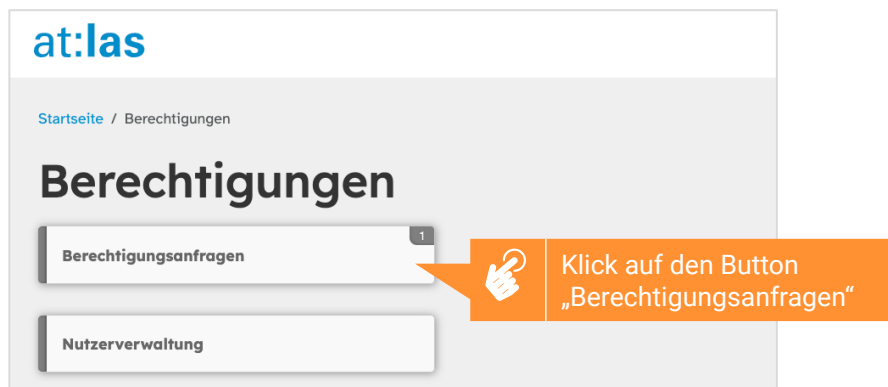 at:las
Startseite / Berechtigungen
Berechtigungen
1
Berechtigungsanfragen
Klick auf den Button
„Berechtigungsanfragen“
Nutzerverwaltung